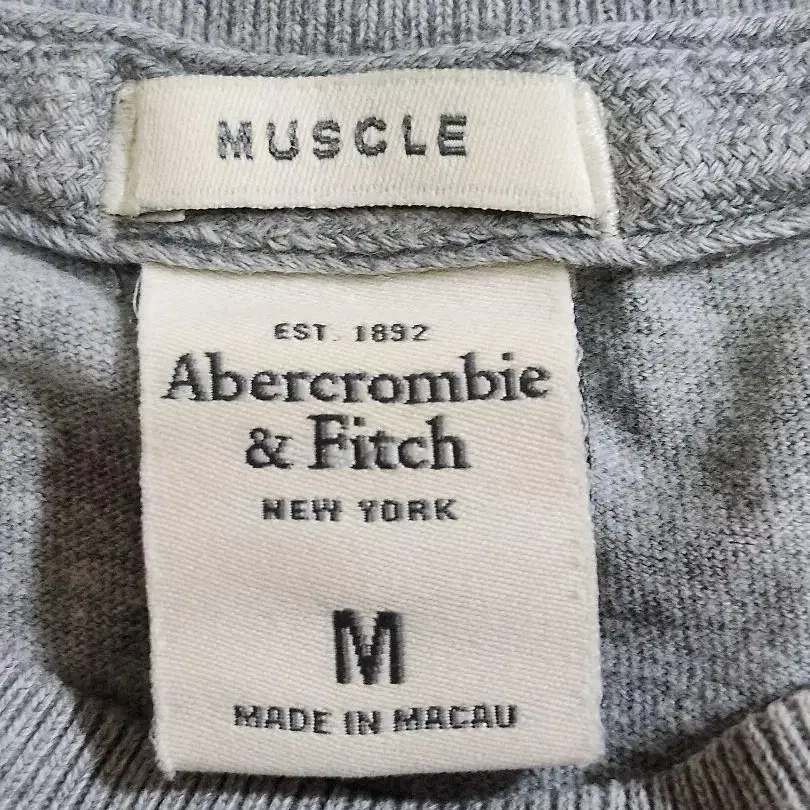 MUSCLE
EST. 1892
Abercrombie
& Fitch
NEW YORK
M
MADE IN MACAU